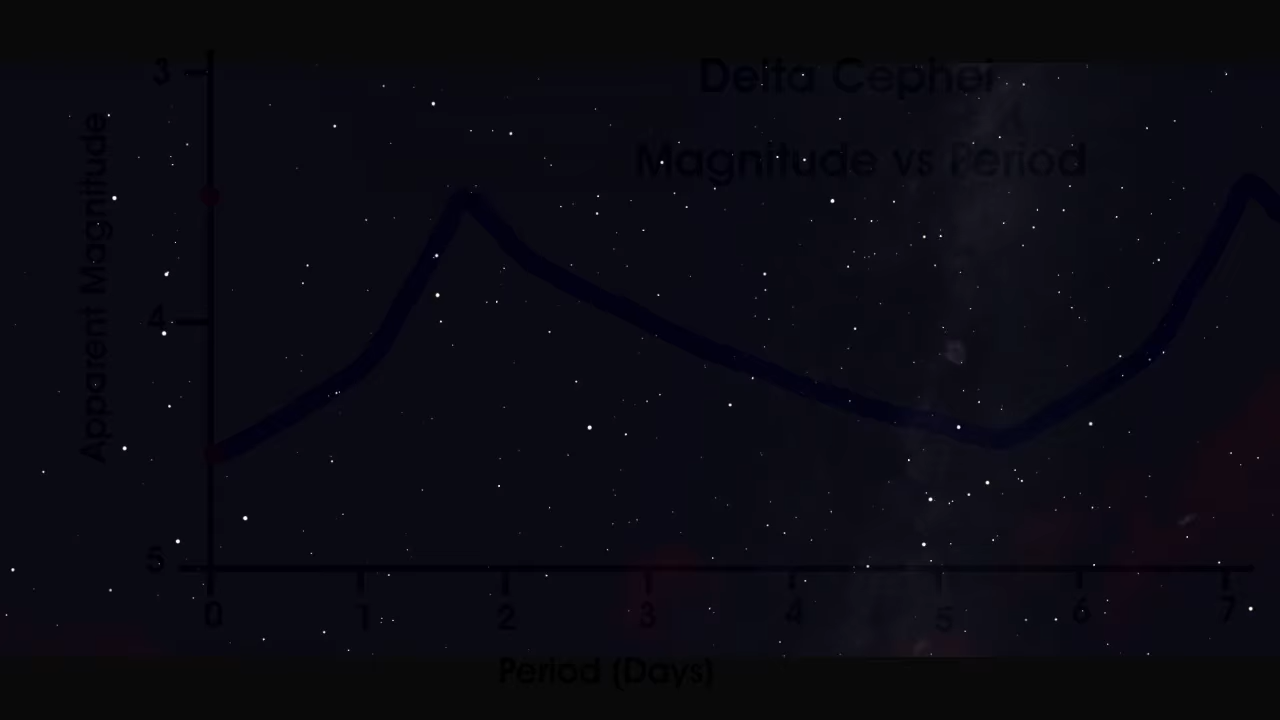 Delta Cephei
Magnitude vs Period
Apparent Magnitude
3
4
5
0 1 2 3 4 5 6 7
Period (Days)